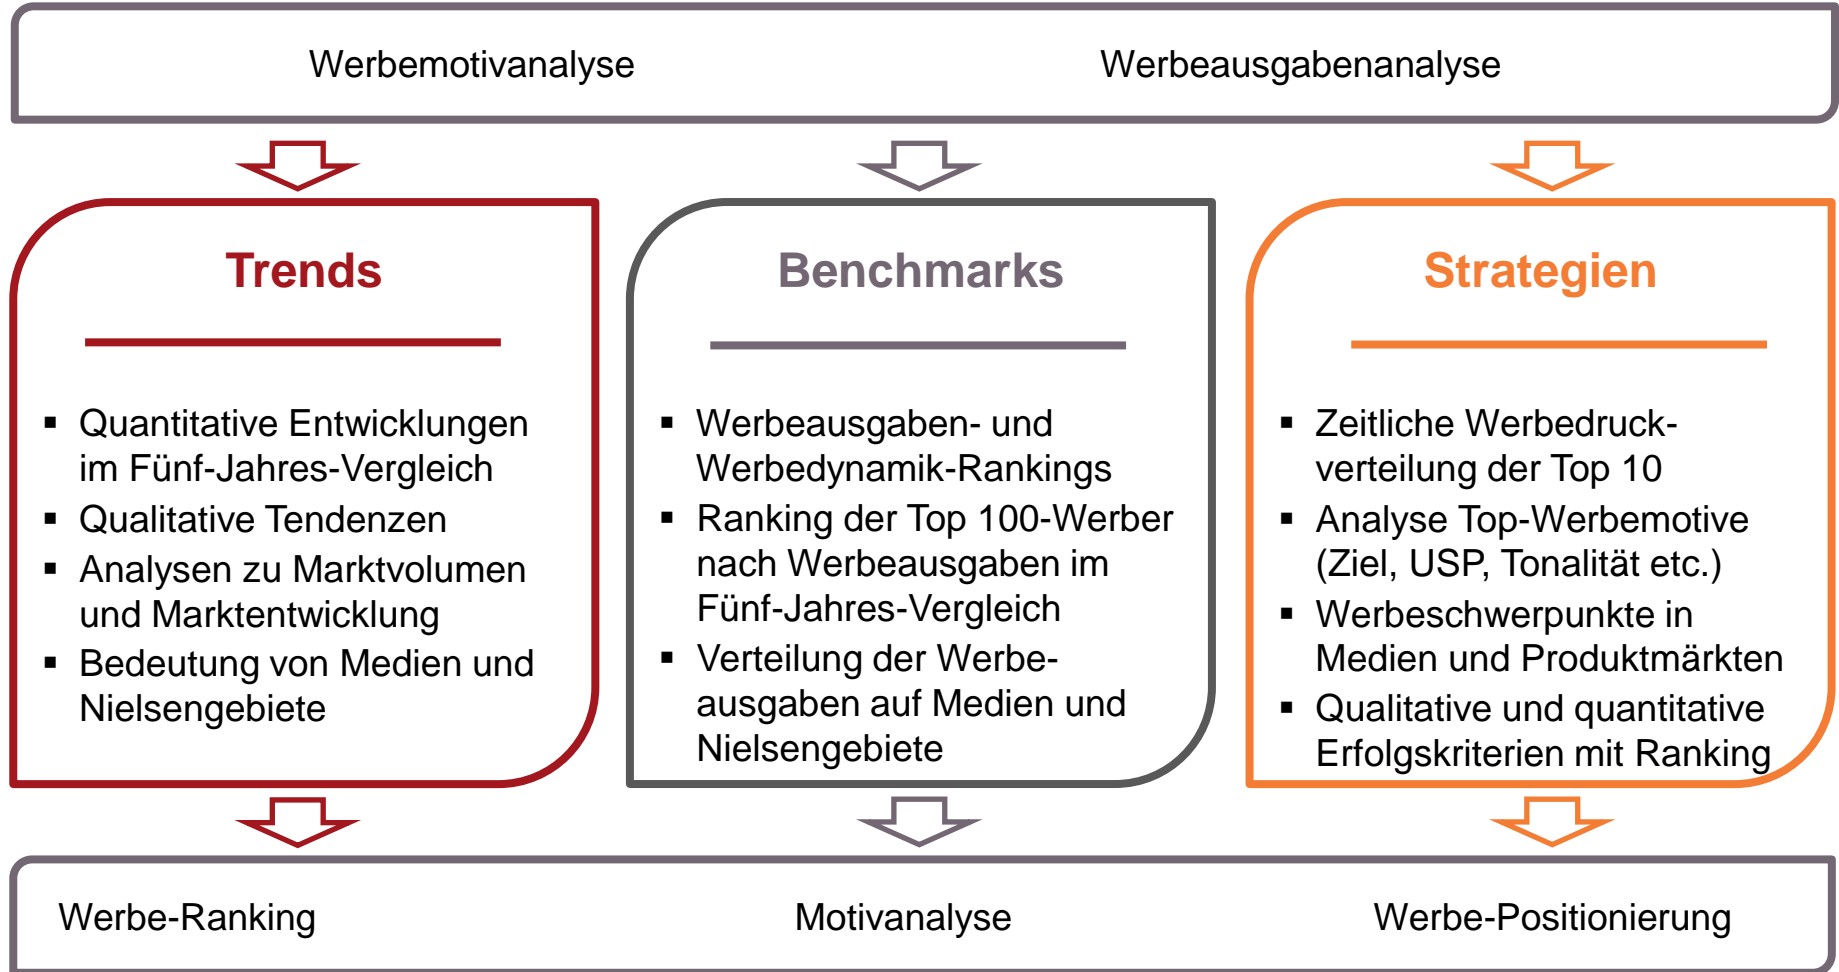 Werbemotivanalyse
Werbeausgabenanalyse
Trends
▪ Quantitative Entwicklungen
im Fünf-Jahres-Vergleich
▪ Qualitative Tendenzen
▪ Analysen zu Marktvolumen
und Marktentwicklung
▪ Bedeutung von Medien und
Nielsengebiete
Benchmarks
▪ Werbeausgaben- und
Werbedynamik-Rankings
▪ Ranking der Top 100-Werber
nach Werbeausgaben im
Fünf-Jahres-Vergleich
▪ Verteilung der Werbe-
ausgaben auf Medien und
Nielsengebiete
Strategien
▪ Zeitliche Werbedruck-
verteilung der Top 10
▪ Analyse Top-Werbemotive
(Ziel, USP, Tonalität etc.)
▪ Werbeschwerpunkte in
Medien und Produktmärkten
▪ Qualitative und quantitative
Erfolgskriterien mit Ranking
Werbe-Ranking
Motivanalyse
Werbe-Positionierung